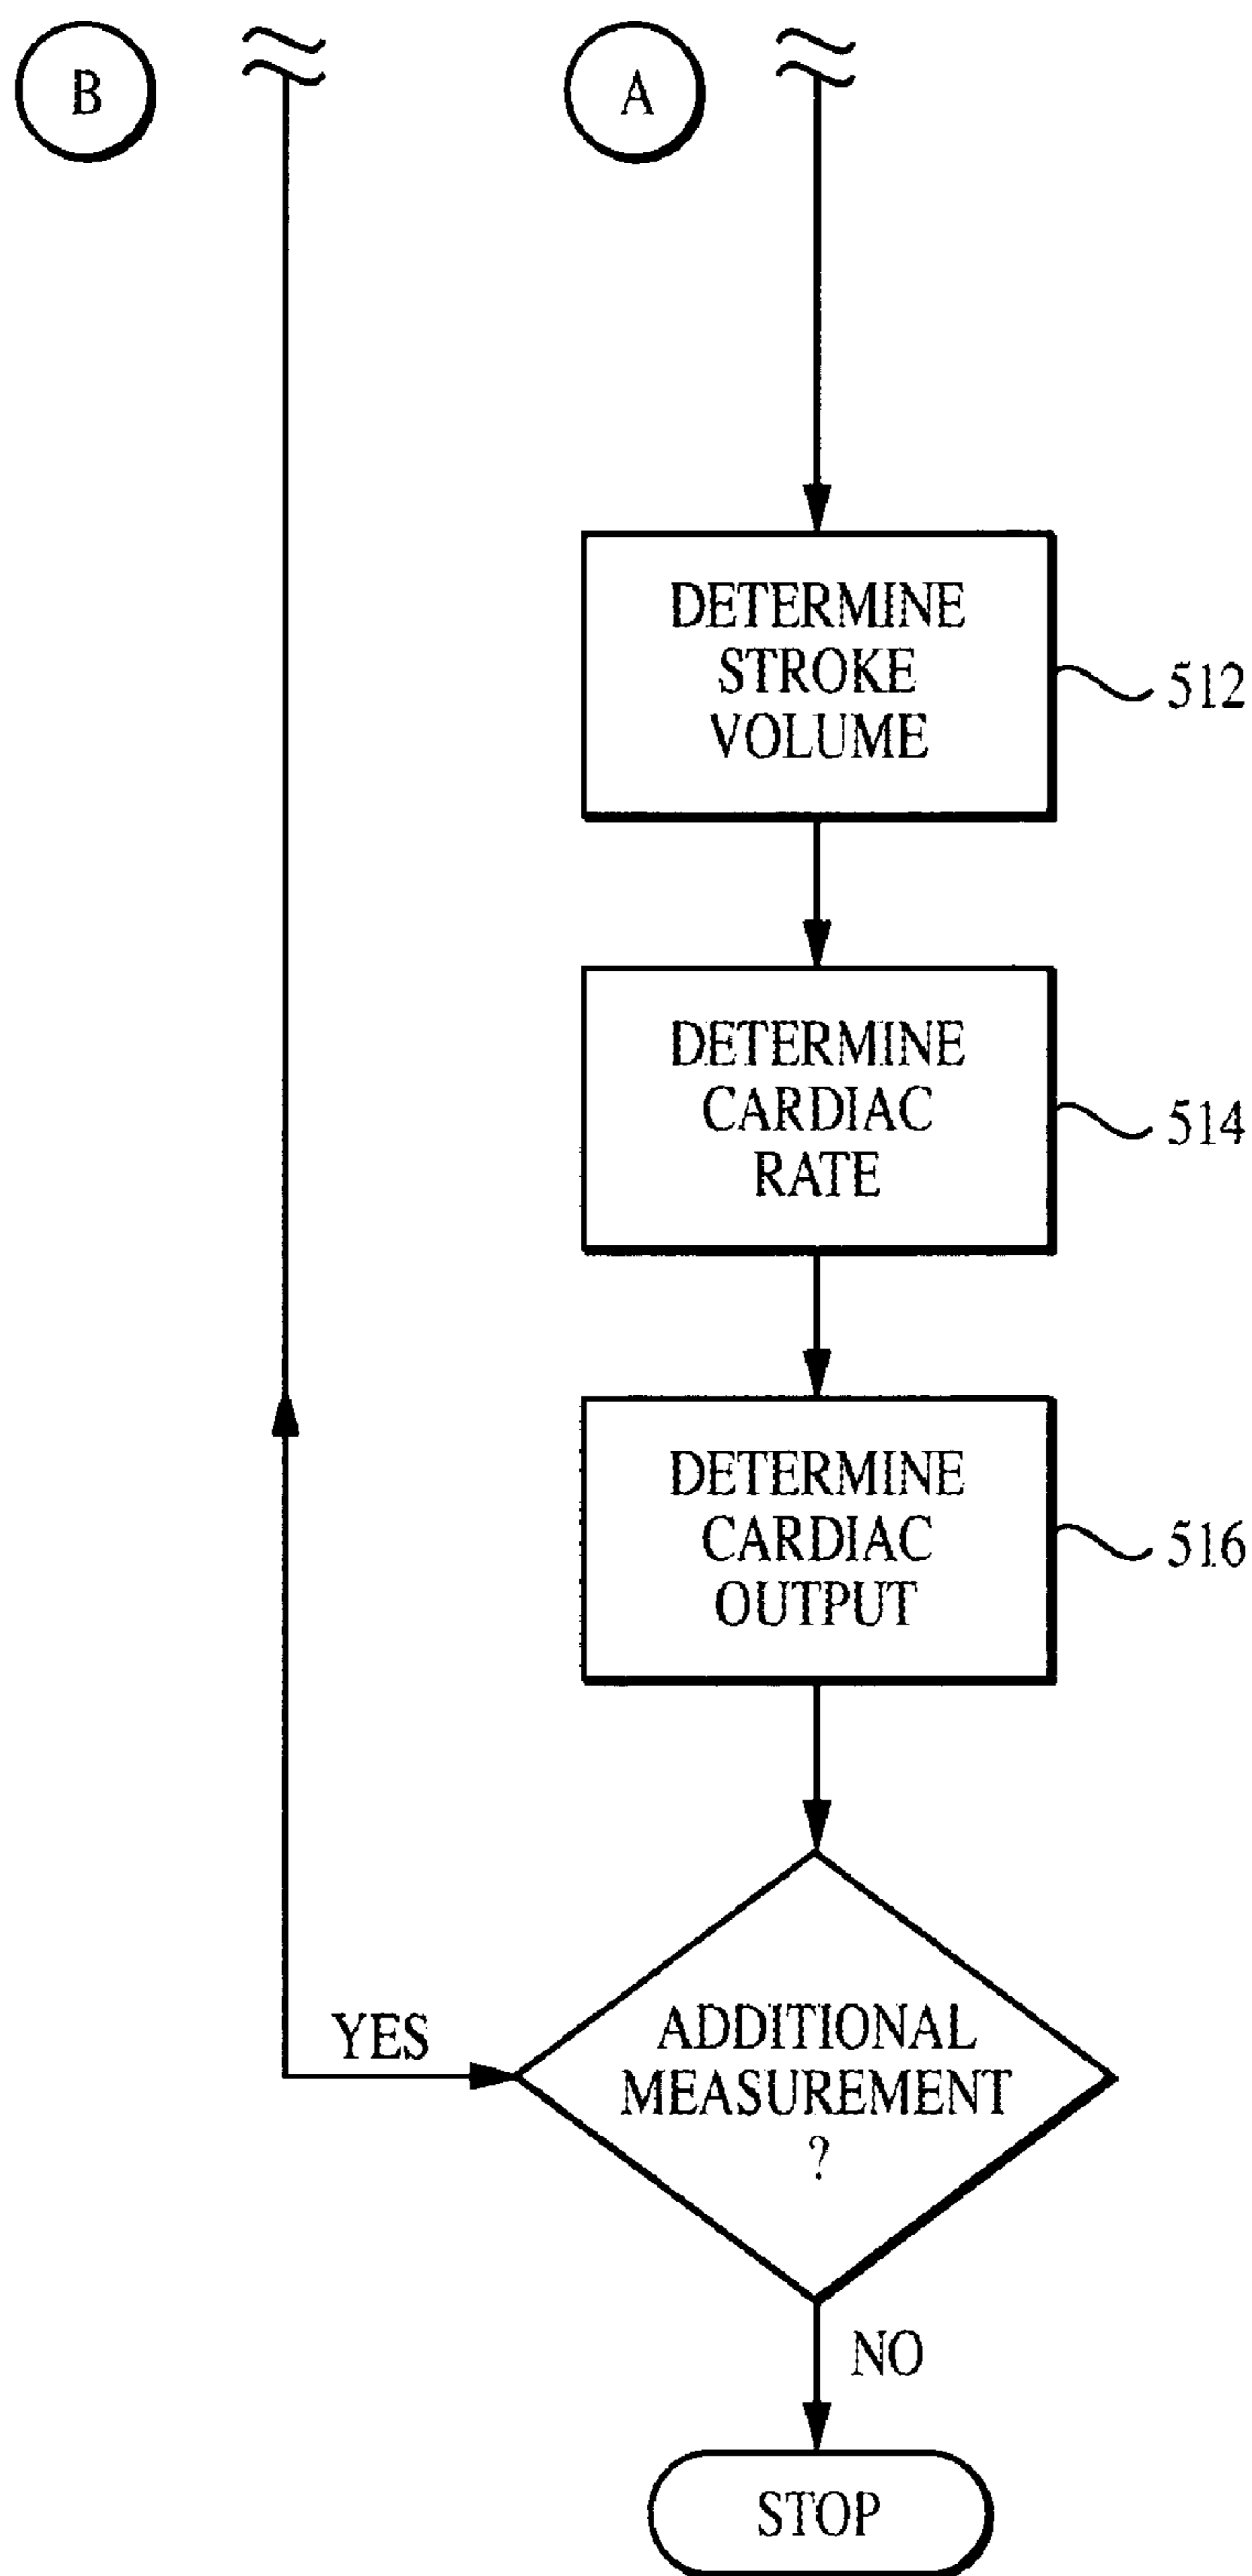 B
A
DETERMINE
STROKE
VOLUME
512
DETERMINE
CARDIAC
RATE
514
DETERMINE
CARDIAC
OUTPUT
516
YES
ADDITIONAL
MEASUREMENT
?
NO
STOP